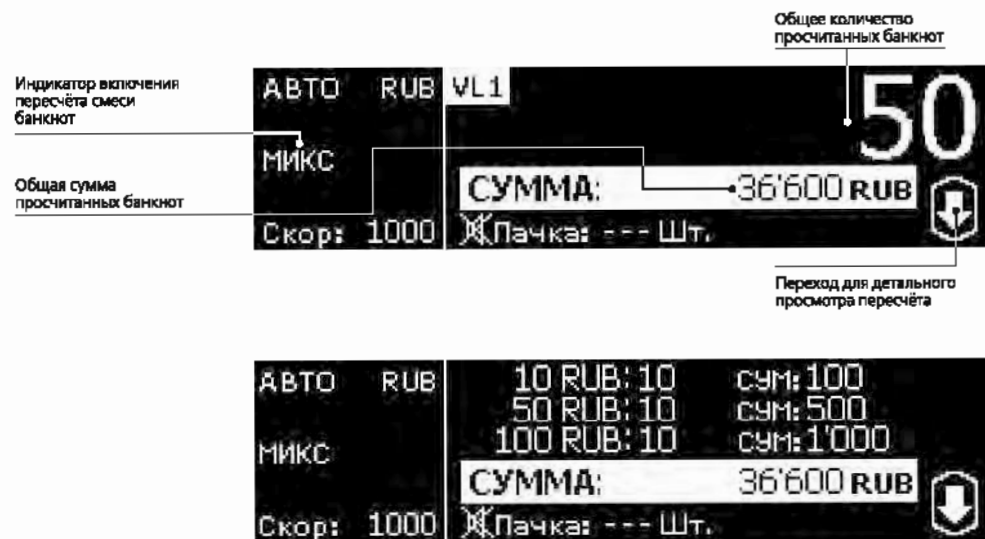 Общее количество
просчитанных банкнот
Индикатор включения
пересчёта смеси
банкнот
АВТО RUB VL1
50
МИКС
Общая сумма
просчитанных банкнот
СУММА: 36'600 RUB
Скор: 1000 Пачка: --- Шт.
Переход для детального
просмотра пересчёта
АВТО RUB 10 RUB: 10 сум: 100
50 RUB: 10 сум: 500
100 RUB: 10 сум: 1'000
МИКС
СУММА: 36'600 RUB
Скор: 1000 Пачка: --- Шт.